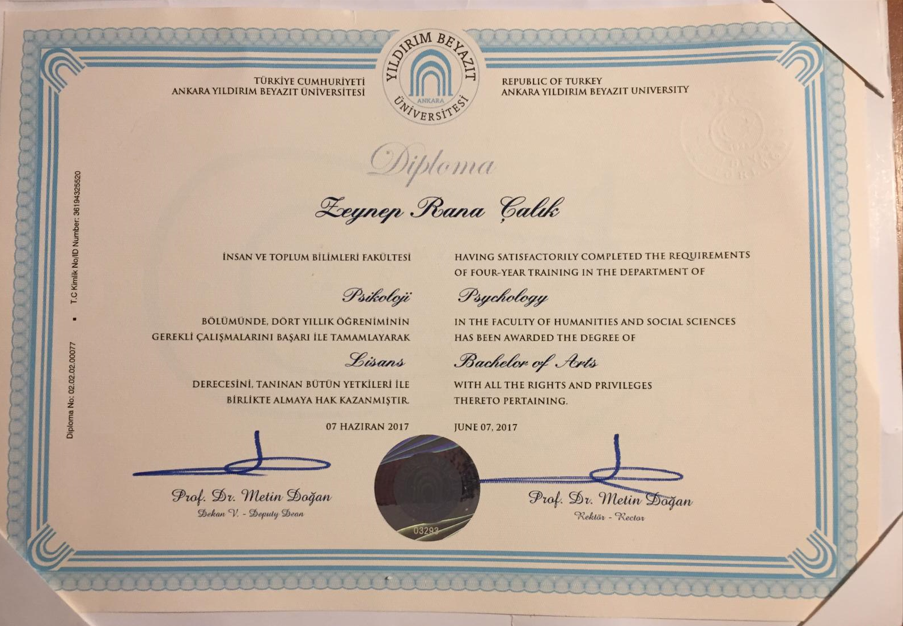 YILDIRIM BEYAZIT
ANKARA
ÜNİVERSİTESİ
TÜRKİYE CUMHURİYETİ
ANKARA YILDIRIM BEYAZIT ÜNİVERSİTESİ
REPUBLIC OF TURKEY
ANKARA YILDIRIM BEYAZIT UNIVERSITY
Diploma
Zeynep Rana Çalık
İNSAN VE TOPLUM BİLİMLERİ FAKÜLTESİ
Psikoloji
BÖLÜMÜNDE, DÖRT YILLIK ÖĞRENİMİNİN
GEREKLİ ÇALIŞMALARINI BAŞARI İLE TAMAMLAYARAK
Lisans
DERECESİNİ, TANINAN BÜTÜN YETKİLERİ İLE
BİRLİKTE ALMAYA HAK KAZANMIŞTIR.
07 HAZIRAN 2017
HAVING SATISFACTORILY COMPLETED THE REQUIREMENTS
OF FOUR-YEAR TRAINING IN THE DEPARTMENT OF
Psychology
IN THE FACULTY OF HUMANITIES AND SOCIAL SCIENCES
HAS BEEN AWARDED THE DEGREE OF
Bachelor of Arts
WITH ALL THE RIGHTS AND PRIVILEGES
THERETO PERTAINING.
JUNE 07, 2017
Prof. Dr. Metin Doğan
Dekan V. - Deputy Dean
Prof. Dr. Metin Doğan
Rektör - Rector
03293
Diploma No: 02.02.02.00077 • T.C Kimlik No/ID Number: 36194325520